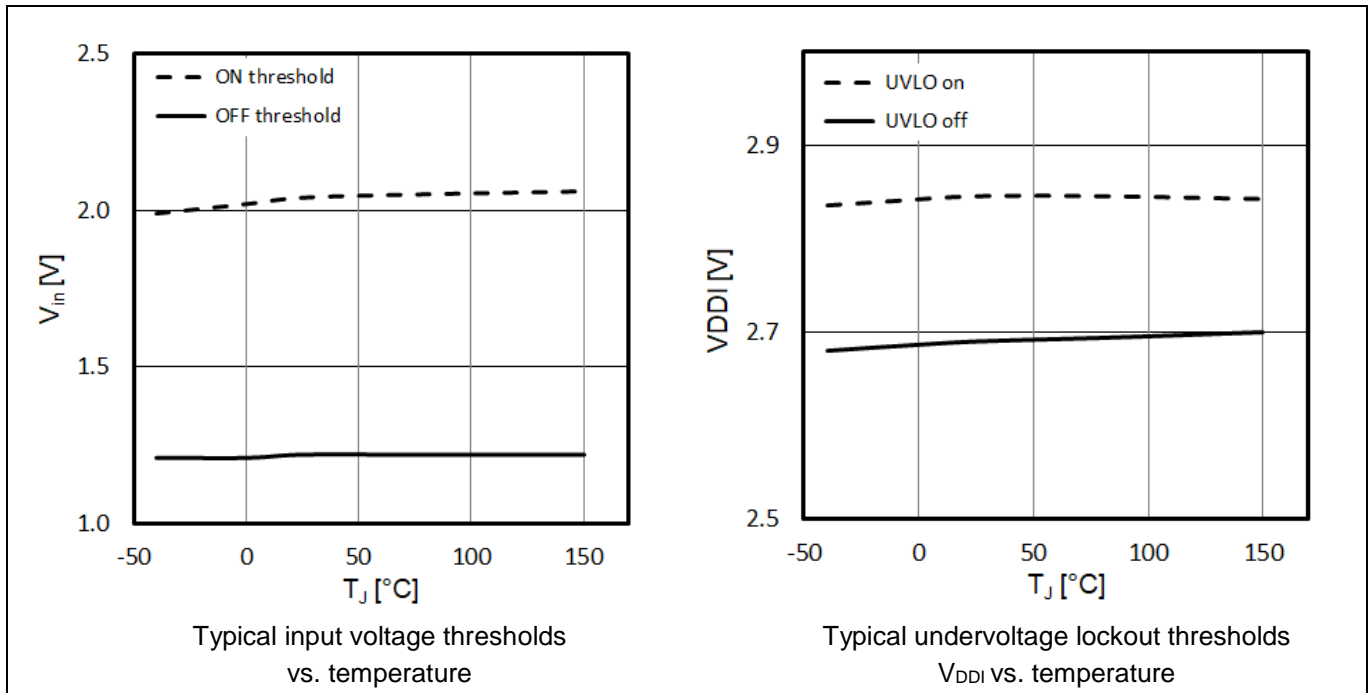 2.5
ON threshold
OFF threshold
2.0
V_in [V]
1.5
1.0
-50 0 50 100 150
T_J [°C]
Typical input voltage thresholds
vs. temperature
UVLO on
UVLO off
2.9
VDDI [V]
2.7
2.5
-50 0 50 100 150
T_J [°C]
Typical undervoltage lockout thresholds
V_DDI vs. temperature